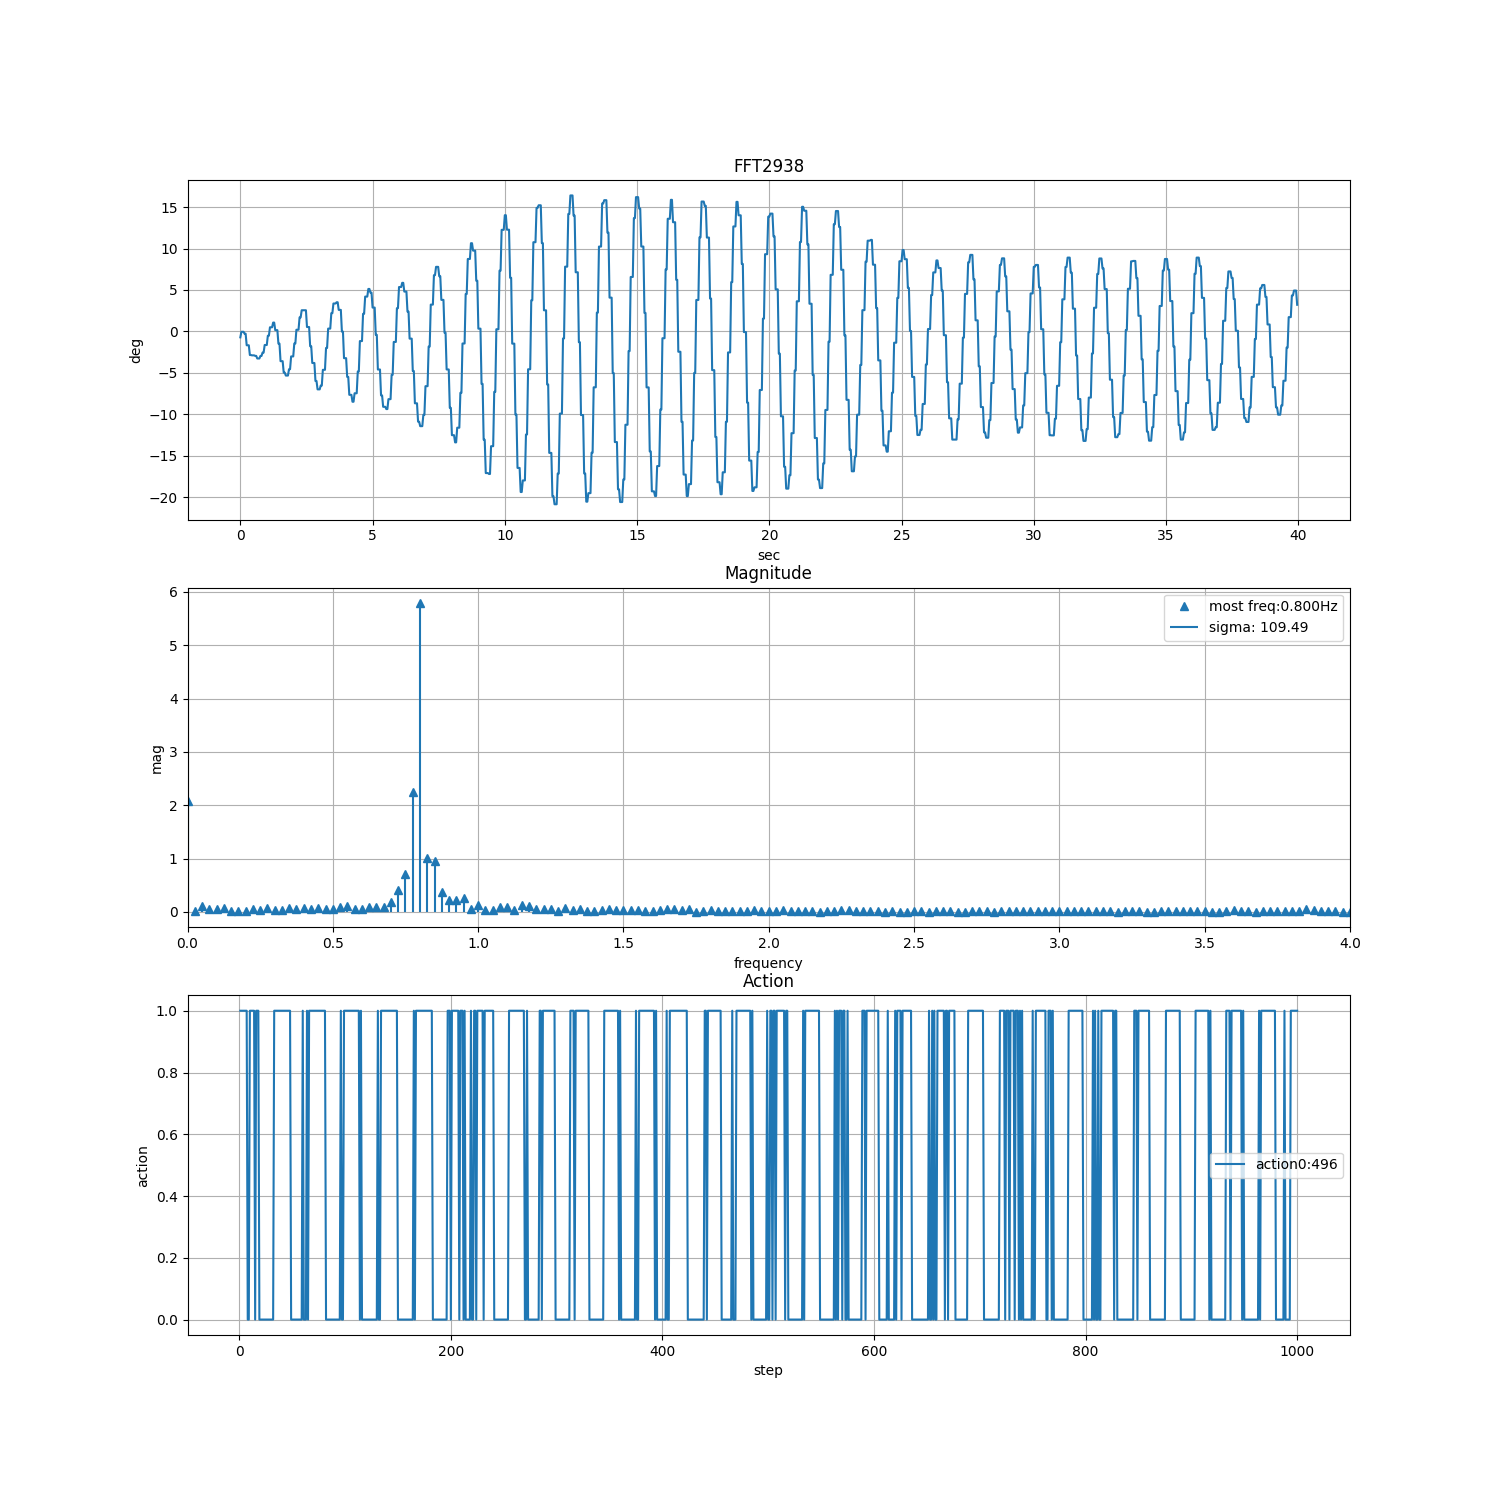 FFT2938
15
10
5
0
−5
−10
−15
−20
deg
0 5 10 15 20 25 30 35 40
sec
Magnitude
6
5
4
3
2
1
0
mag
most freq:0.800Hz
sigma: 109.49
0.0 0.5 1.0 1.5 2.0 2.5 3.0 3.5 4.0
frequency
Action
1.0
0.8
0.6
0.4
0.2
0.0
action
action0:496
0 200 400 600 800 1000
step